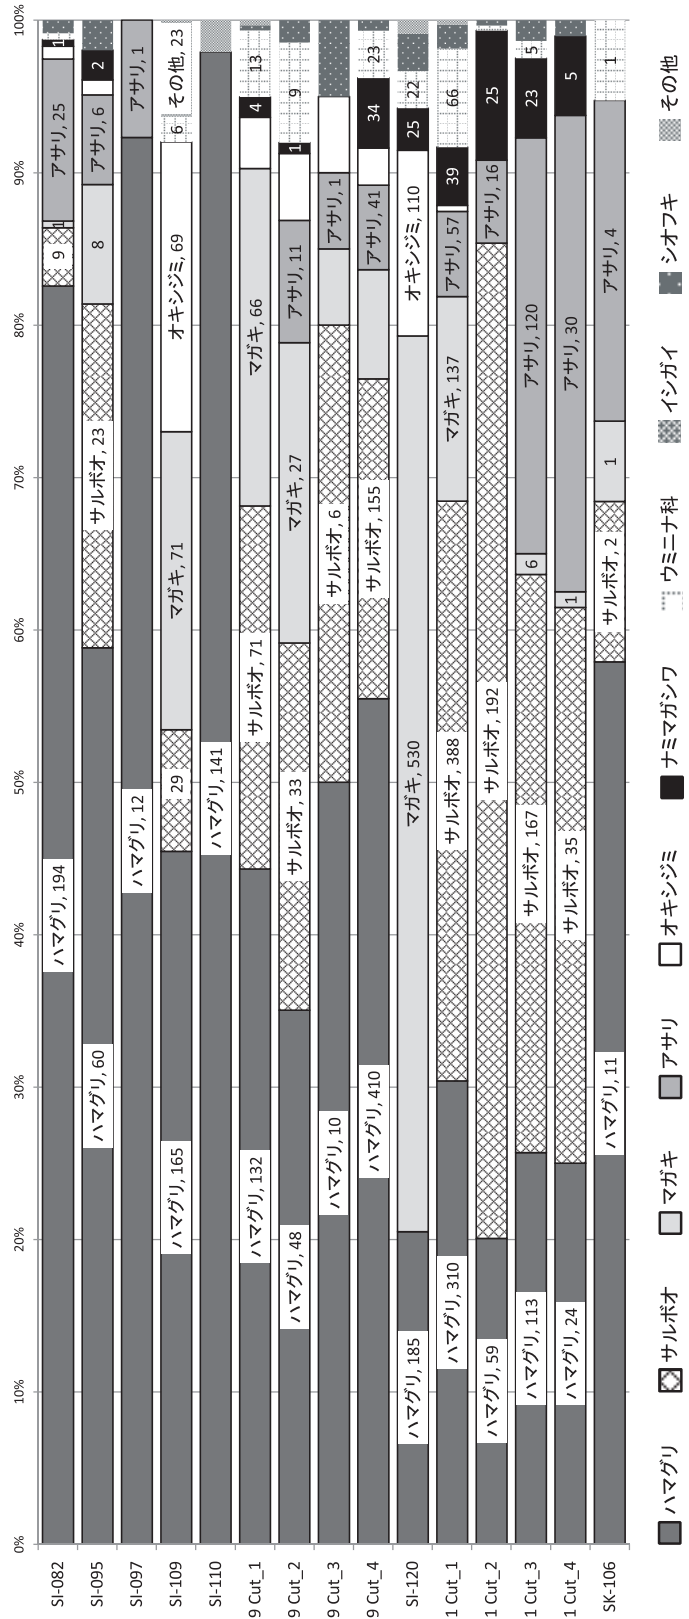 0%
10%
20%
30%
40%
50%
60%
70%
80%
90%
100%
SI-082
ハマグリ, 194
9
1
アサリ, 25
1
SI-095
ハマグリ, 60
サルボオ, 23
8
アサリ, 6
2
SI-097
ハマグリ, 12
アサリ, 1
SI-109
ハマグリ, 165
29
マガキ, 71
オキシジミ, 69
6
その他, 23
SI-110
ハマグリ, 141
9 Cut_1
ハマグリ, 132
サルボオ, 71
マガキ, 66
4
13
9 Cut_2
ハマグリ, 48
サルボオ, 33
マガキ, 27
アサリ, 11
1
9
9 Cut_3
ハマグリ, 10
サルボオ, 6
アサリ, 1
9 Cut_4
ハマグリ, 410
サルボオ, 155
アサリ, 41
34
23
SI-120
ハマグリ, 185
マガキ, 530
オキシジミ, 110
25
22
1 Cut_1
ハマグリ, 310
サルボオ, 388
マガキ, 137
アサリ, 57
39
66
1 Cut_2
ハマグリ, 59
サルボオ, 192
アサリ, 16
25
1 Cut_3
ハマグリ, 113
サルボオ, 167
6
アサリ, 120
23
5
1 Cut_4
ハマグリ, 24
サルボオ, 35
1
アサリ, 30
5
SK-106
ハマグリ, 11
サルボオ, 2
1
アサリ, 4
1
ハマグリ
サルボオ
マガキ
アサリ
オキシジミ
ナミマガシワ
ウミニナ科
イシガイ
シオフキ
その他